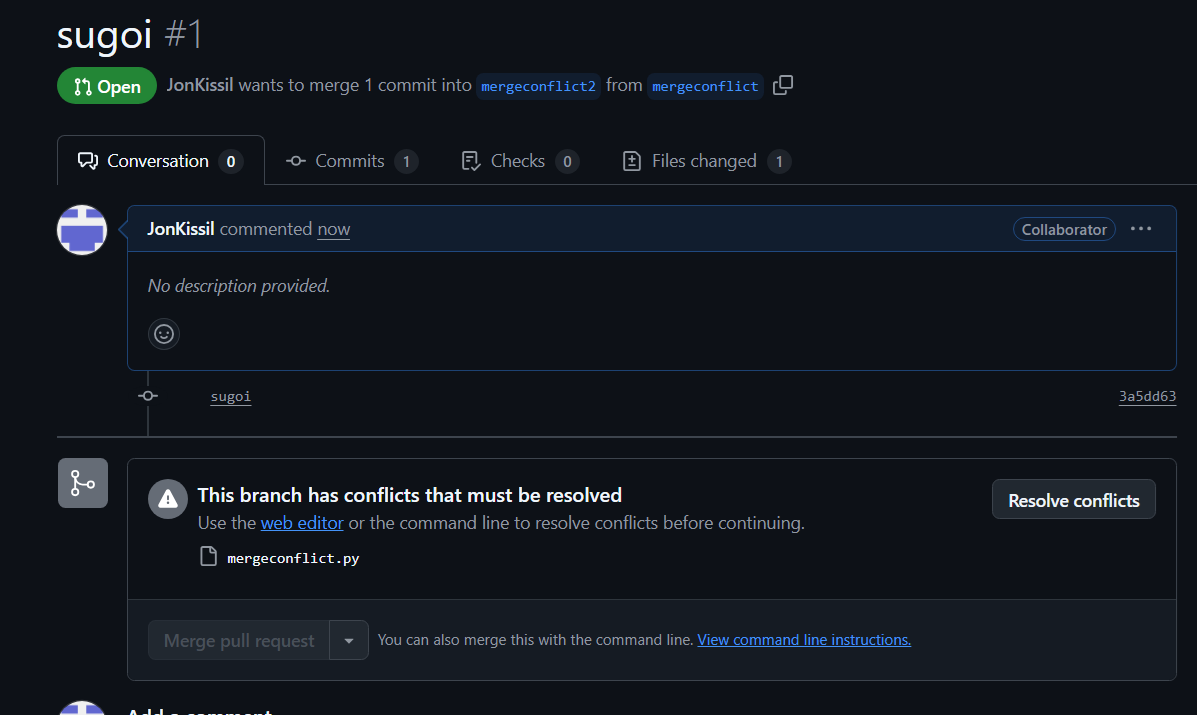 sugoi #1
Open JonKissil wants to merge 1 commit into mergeconflict2 from mergeconflict
Conversation 0 Commits 1 Checks 0 Files changed 1
JonKissil commented now Collaborator
No description provided.
sugoi 3a5dd63
This branch has conflicts that must be resolved Resolve conflicts
Use the web editor or the command line to resolve conflicts before continuing.
mergeconflict.py
Merge pull request You can also merge this with the command line. View command line instructions.
Add a comment